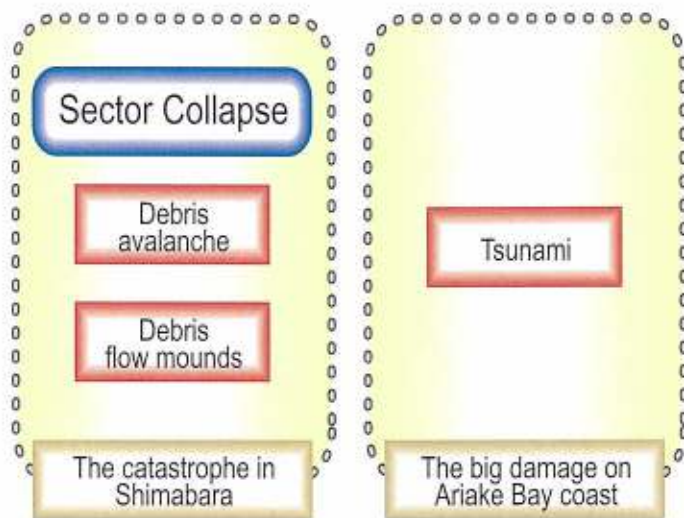 Sector Collapse
Debris
avalanche
Debris
flow mounds
The catastrophe in
Shimabara
Tsunami
The big damage on
Ariake Bay coast